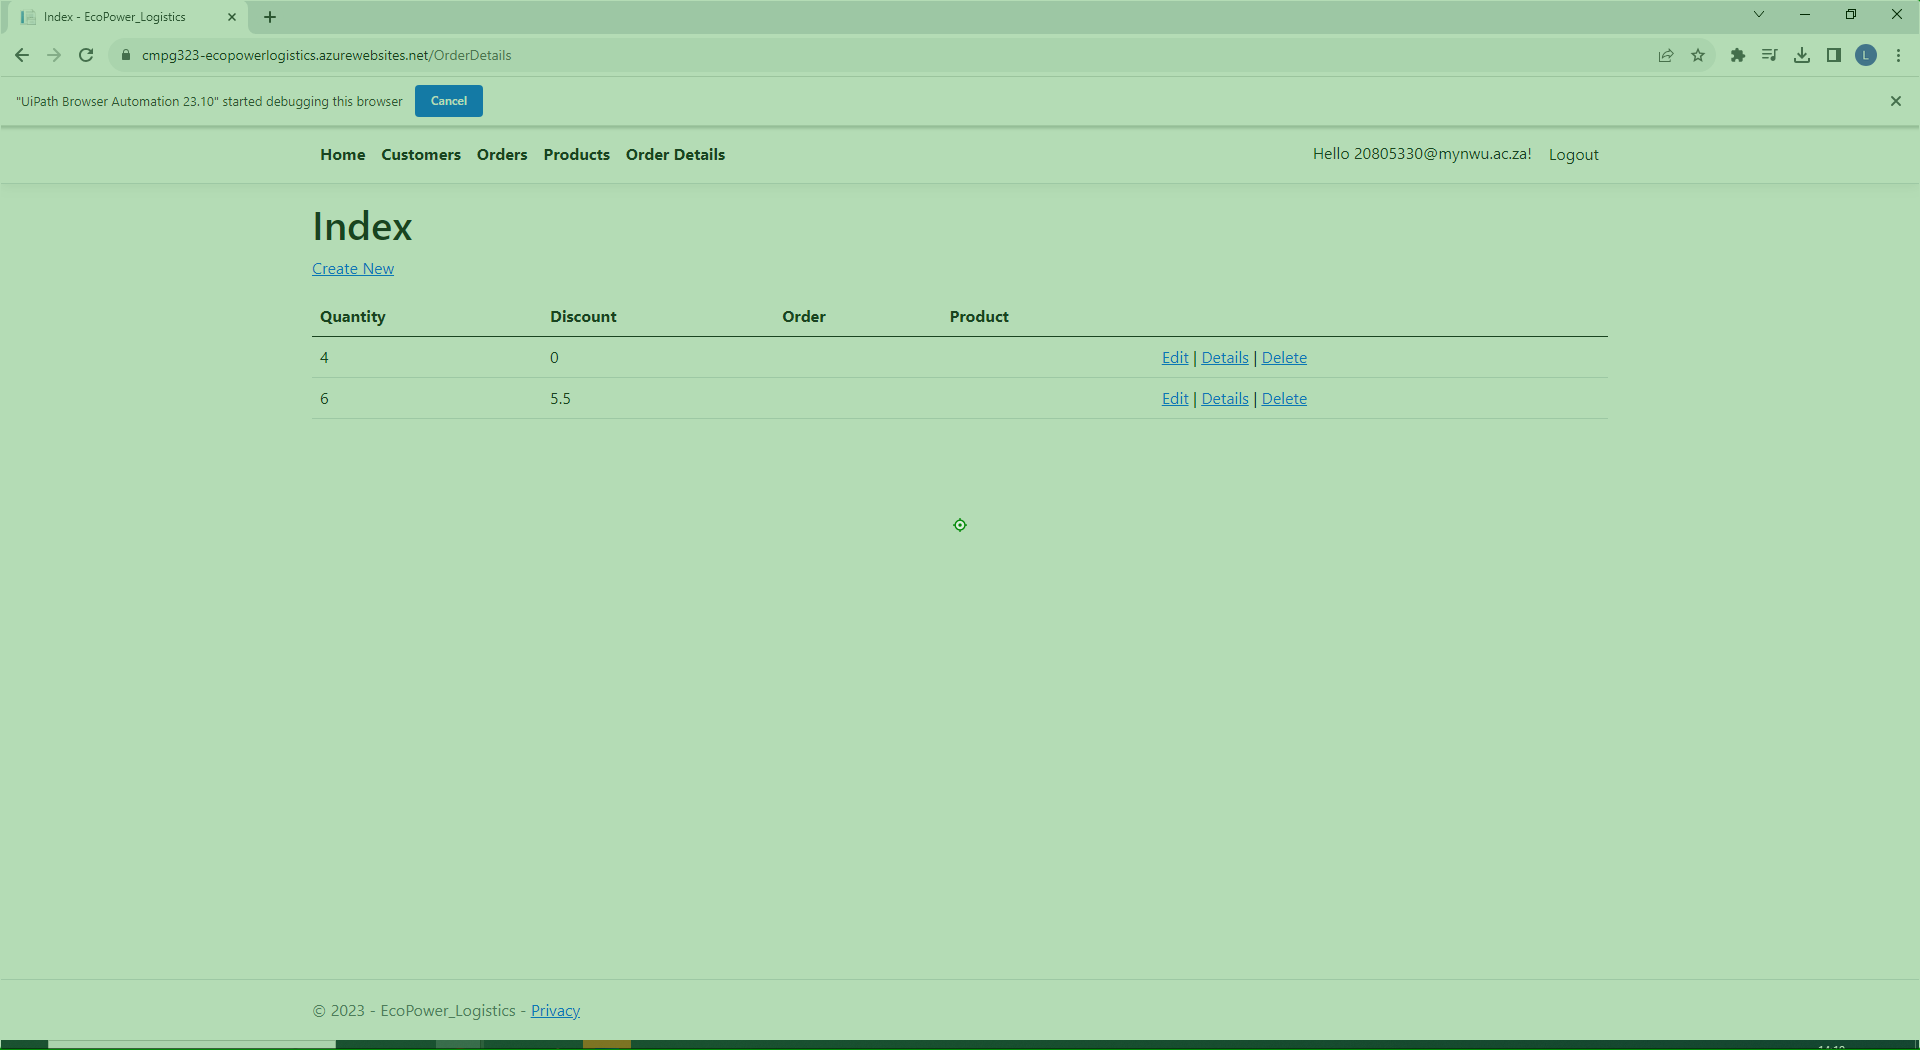 Index - EcoPower_Logistics
cmpg323-ecopowerlogistics.azurewebsites.net/OrderDetails
L
"UiPath Browser Automation 23.10" started debugging this browser Cancel
Home Customers Orders Products Order Details Hello 20805330@mynwu.ac.za! Logout
Index
Create New
Quantity Discount Order Product
4 0 Edit | Details | Delete
6 5.5 Edit | Details | Delete
© 2023 - EcoPower_Logistics - Privacy